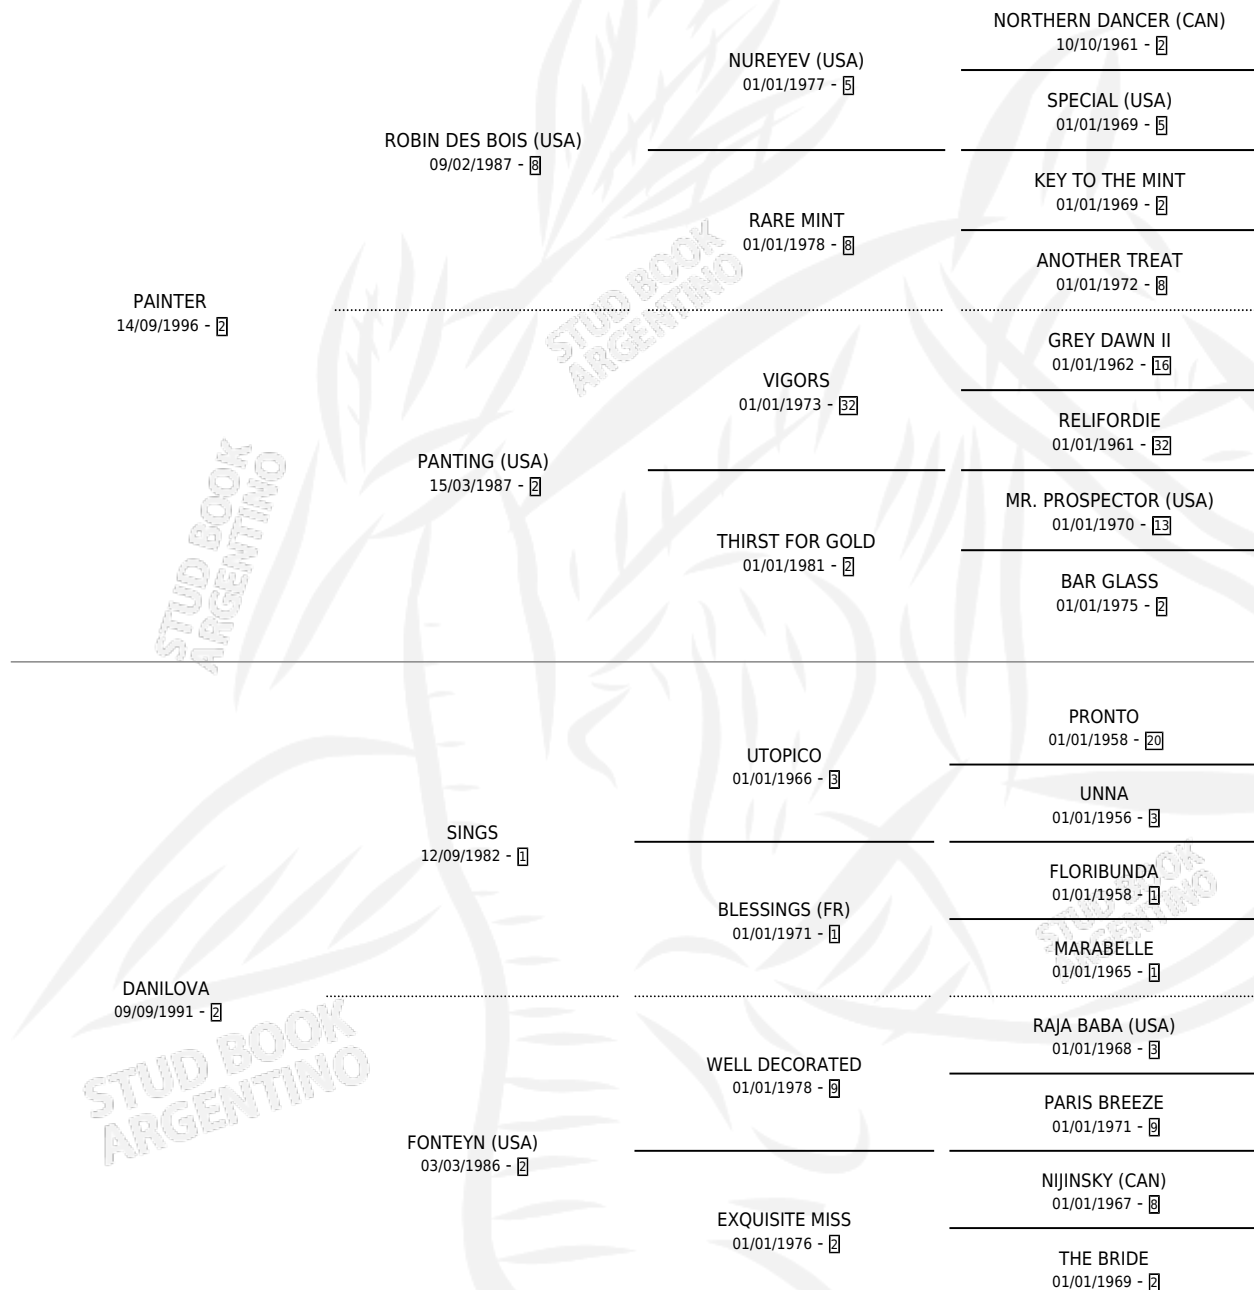 NORTHERN DANCER (CAN)
10/10/1961 - 2
NUREYEV (USA)
01/01/1977 - 5
SPECIAL (USA)
01/01/1969 - 5
ROBIN DES BOIS (USA)
09/02/1987 - 8
KEY TO THE MINT
01/01/1969 - 2
RARE MINT
01/01/1978 - 8
ANOTHER TREAT
01/01/1972 - 8
PAINTER
14/09/1996 - 2
GREY DAWN II
01/01/1962 - 16
VIGORS
01/01/1973 - 32
RELIFORDIE
01/01/1961 - 32
PANTING (USA)
15/03/1987 - 2
MR. PROSPECTOR (USA)
01/01/1970 - 13
THIRST FOR GOLD
01/01/1981 - 2
BAR GLASS
01/01/1975 - 2
STUD BOOK
ARGENTINO
STUD BOOK
ARGENTINO
PRONTO
01/01/1958 - 20
UTOPICO
01/01/1966 - 3
UNNA
01/01/1956 - 3
SINGS
12/09/1982 - 1
FLORIBUNDA
01/01/1958 - 1
BLESSINGS (FR)
01/01/1971 - 1
MARABELLE
01/01/1965 - 1
STUD BOOK
ARGENTINO
DANILOVA
09/09/1991 - 2
RAJA BABA (USA)
01/01/1968 - 3
WELL DECORATED
01/01/1978 - 9
PARIS BREEZE
01/01/1971 - 9
FONTEYN (USA)
03/03/1986 - 2
NIJINSKY (CAN)
01/01/1967 - 8
EXQUISITE MISS
01/01/1976 - 2
THE BRIDE
01/01/1969 - 2
STUD BOOK
ARGENTINO